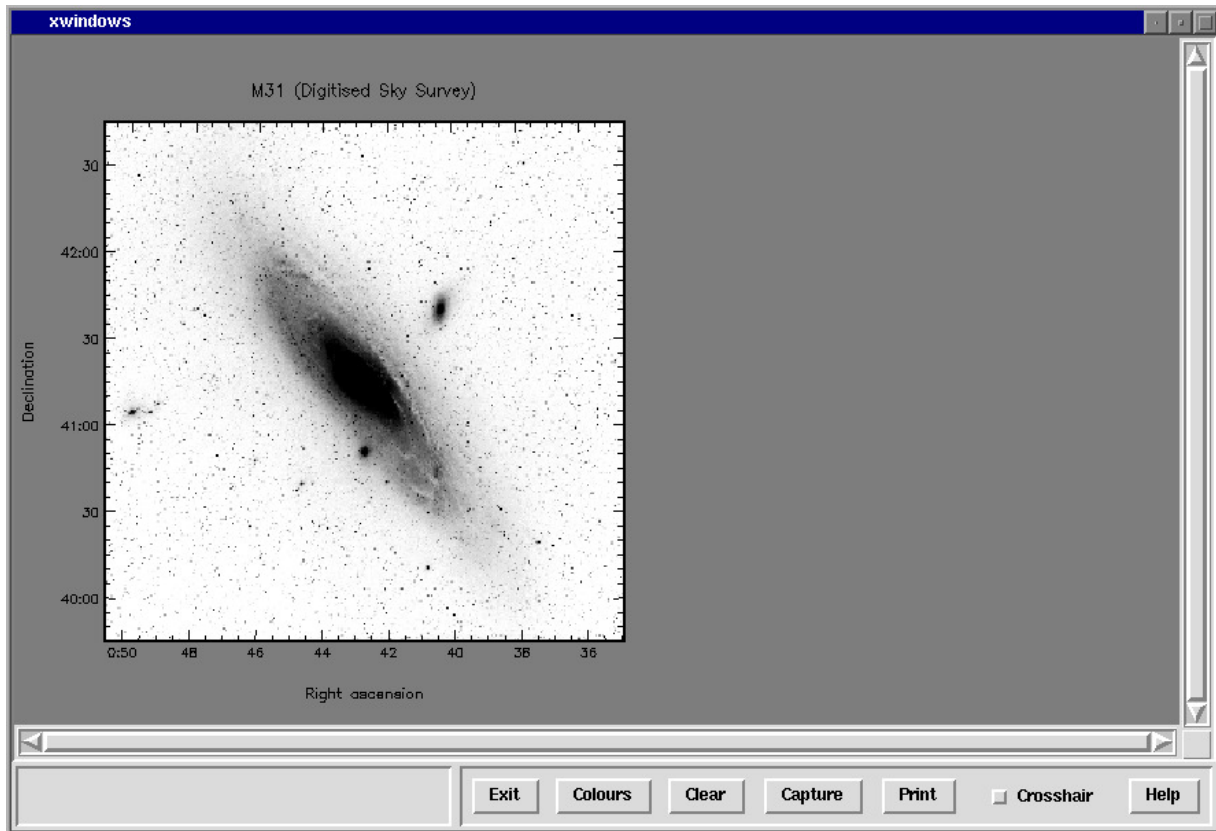 xwindows
M31 (Digitised Sky Survey)
30
42:00
30
41:00
30
40:00
Declination
0:50 48 46 44 42 40 38 36
Right ascension
Exit Colours Clear Capture Print Crosshair Help